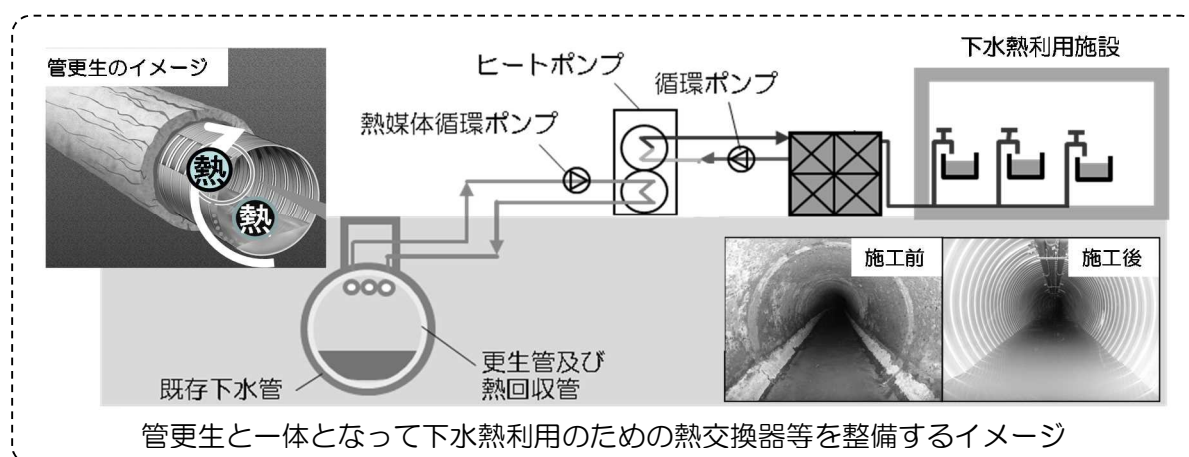 管更生のイメージ
熱
熱
熱媒体循環ポンプ
ヒートポンプ
循環ポンプ
下水熱利用施設
既存下水管
更生管及び
熱回収管
施工前
施工後
管更生と一体となって下水熱利用のための熱交換器等を整備するイメージ